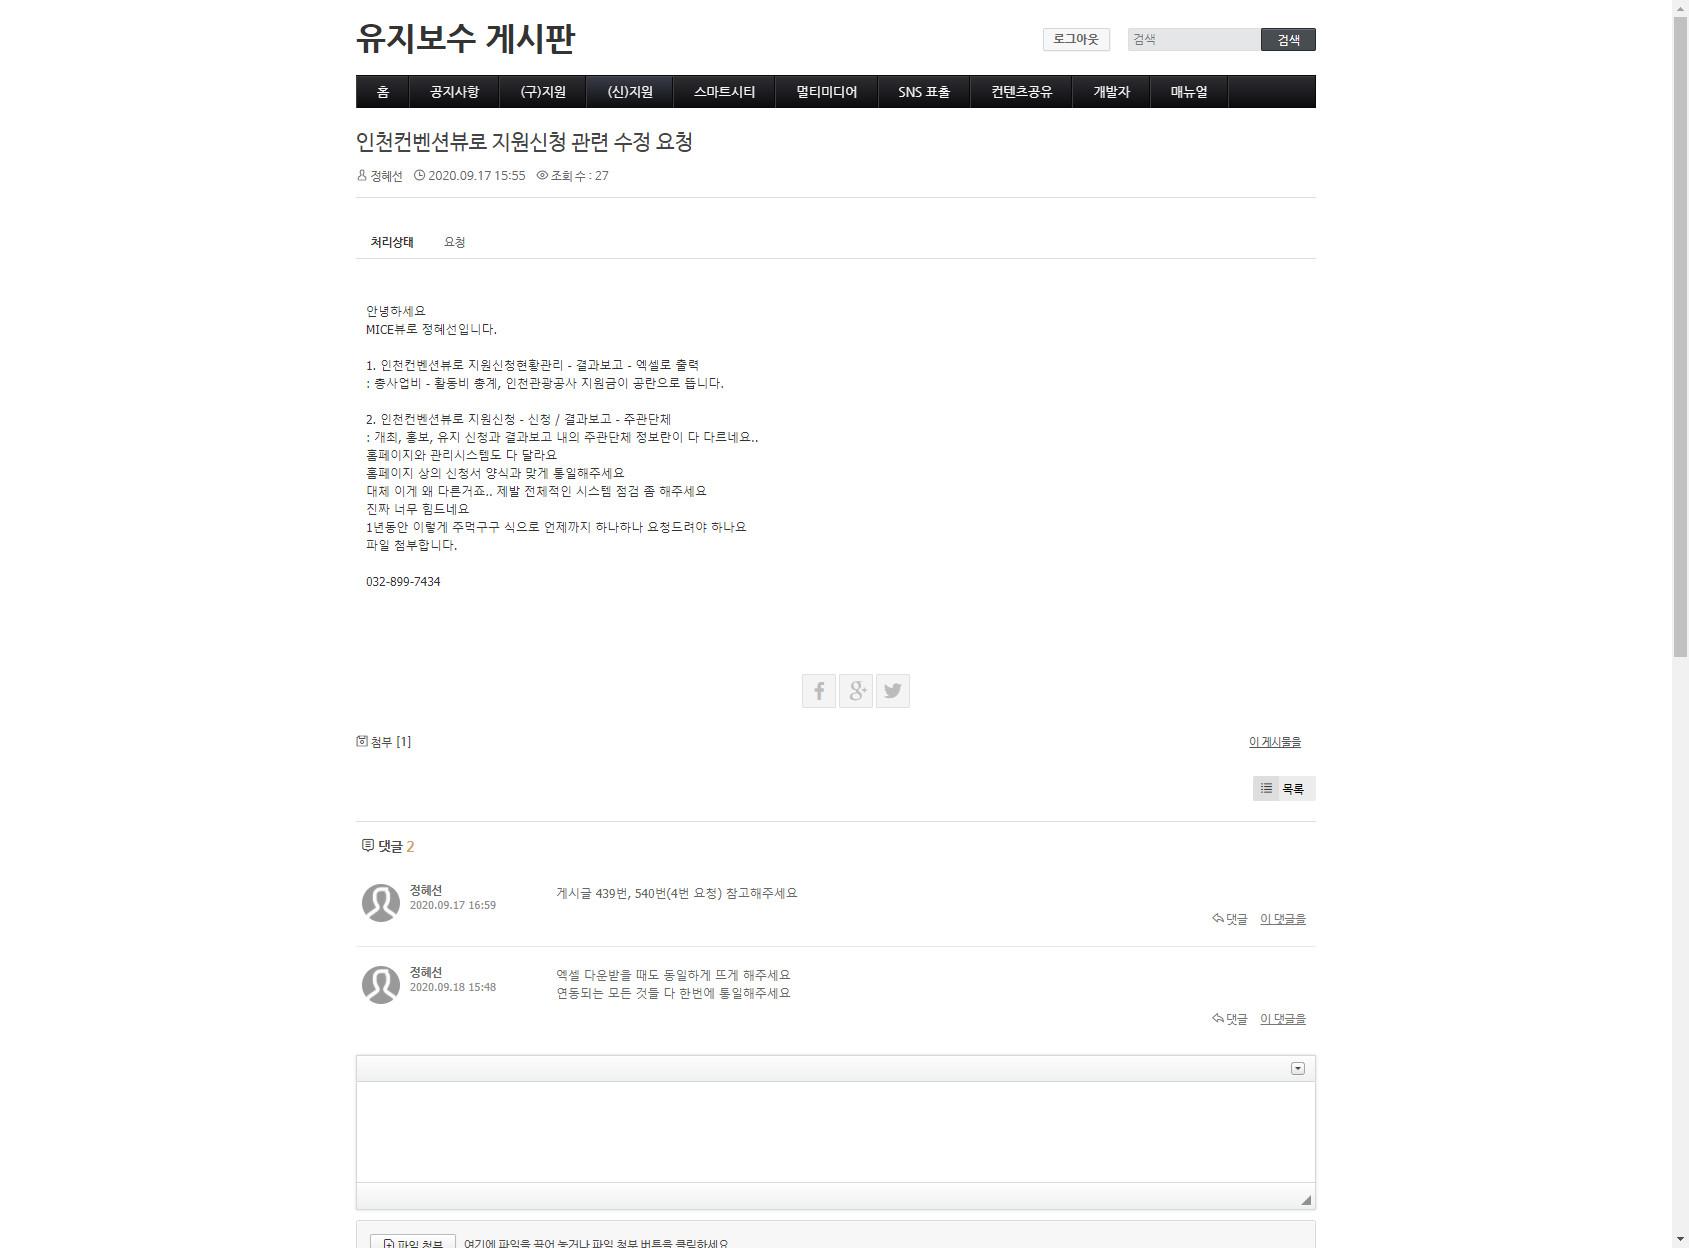 유지보수 게시판
로그아웃
검색
검색
홈 공지사항 (구)지원 (신)지원 스마트시티 멀티미디어 SNS 표출 컨텐츠공유 개발자 매뉴얼
인천컨벤션뷰로 지원신청 관련 수정 요청
정혜선 2020.09.17 15:55 조회 수 : 27
처리상태 요청
안녕하세요
MICE뷰로 정혜선입니다.
1. 인천컨벤션뷰로 지원신청현황관리 - 결과보고 - 엑셀로 출력
: 총사업비 - 활동비 총계, 인천관광공사 지원금이 공란으로 뜹니다.
2. 인천컨벤션뷰로 지원신청 - 신청 / 결과보고 - 주관단체
: 개최, 홍보, 유지 신청과 결과보고 내의 주관단체 정보란이 다 다르네요..
홈페이지와 관리시스템도 다 달라요
홈페이지 상의 신청서 양식과 맞게 통일해주세요
대체 이게 왜 다른거죠.. 제발 전체적인 시스템 점검 좀 해주세요
진짜 너무 힘드네요
1년동안 이렇게 주먹구구 식으로 언제까지 하나하나 요청드려야 하나요
파일 첨부합니다.
032-899-7434
첨부 [1]
이 게시물을
목록
댓글 2
정혜선
2020.09.17 16:59
게시글 439번, 540번(4번 요청) 참고해주세요
댓글 이 댓글을
정혜선
2020.09.18 15:48
엑셀 다운받을 때도 동일하게 뜨게 해주세요
연동되는 모든 것들 다 한번에 통일해주세요
댓글 이 댓글을
파일 첨부 여기에 파일을 끌어 놓거나 파일 첨부 버튼을 클릭하세요